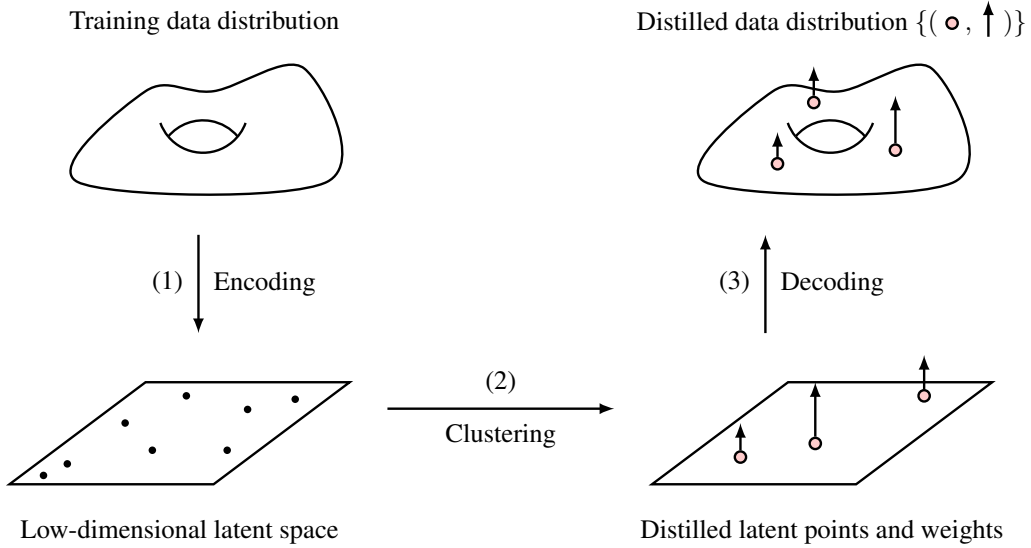 Training data distribution
Distilled data distribution {( , )}
(1) Encoding
(3) Decoding
(2)
Clustering
Low-dimensional latent space
Distilled latent points and weights